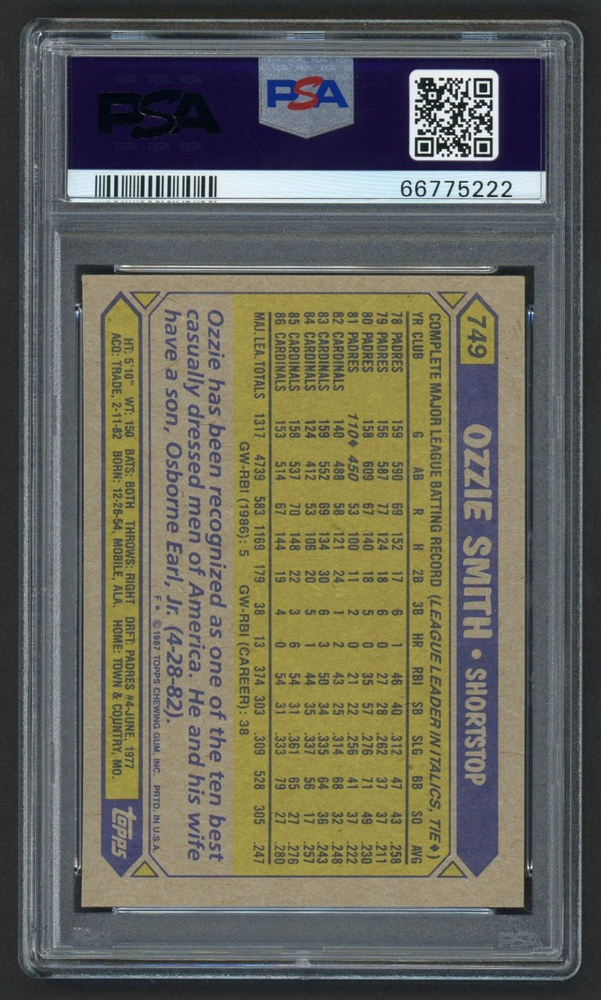 PSA PSA PSA
PSA
PSA PSA PSA
PSA
66775222
749 OZZIE SMITH • SHORTSTOP
COMPLETE MAJOR LEAGUE BATTING RECORD (LEAGUE LEADER IN ITALICS, TIE♦)
YR CLUB G AB R H 2B 3B HR RBI SB SLG BB SO AVG
78 PADRES 159 590 69 152 17 6 1 46 40 .312 47 43 .258
79 PADRES 156 587 77 124 18 6 0 27 28 .262 37 37 .211
80 PADRES 158 609 67 140 18 5 0 35 57 .276 71 49 .230
81 PADRES 110♦ 450 53 100 11 2 0 21 22 .256 41 37 .222
82 CARDINALS 140 488 58 121 24 1 2 43 25 .314 68 32 .248
83 CARDINALS 159 552 69 134 30 6 3 50 34 .335 64 36 .243
84 CARDINALS 124 412 53 106 20 5 1 44 35 .337 56 17 .257
85 CARDINALS 158 537 70 148 22 3 6 54 31 .361 65 27 .276
86 CARDINALS 153 514 67 144 19 4 0 54 31 .333 79 27 .280
MAJ. LEA. TOTALS 1317 4739 583 1169 179 38 13 374 303 .309 528 305 .247
GW-RBI (1986): 5 GW-RBI (CAREER): 38
Ozzie has been recognized as one of the ten best
casually dressed men of America. He and his wife
have a son, Osborne Earl, Jr. (4-28-82).
F* ©1987 TOPPS CHEWING GUM, INC. PRTD. IN U.S.A.
HT: 5'10" WT: 150 BATS: BOTH THROWS: RIGHT DRFT: PADRES #4-JUNE, 1977
ACQ: TRADE, 2-11-82 BORN: 12-26-54, MOBILE, ALA. HOME: TOWN & COUNTRY, MO.
topps
PSA